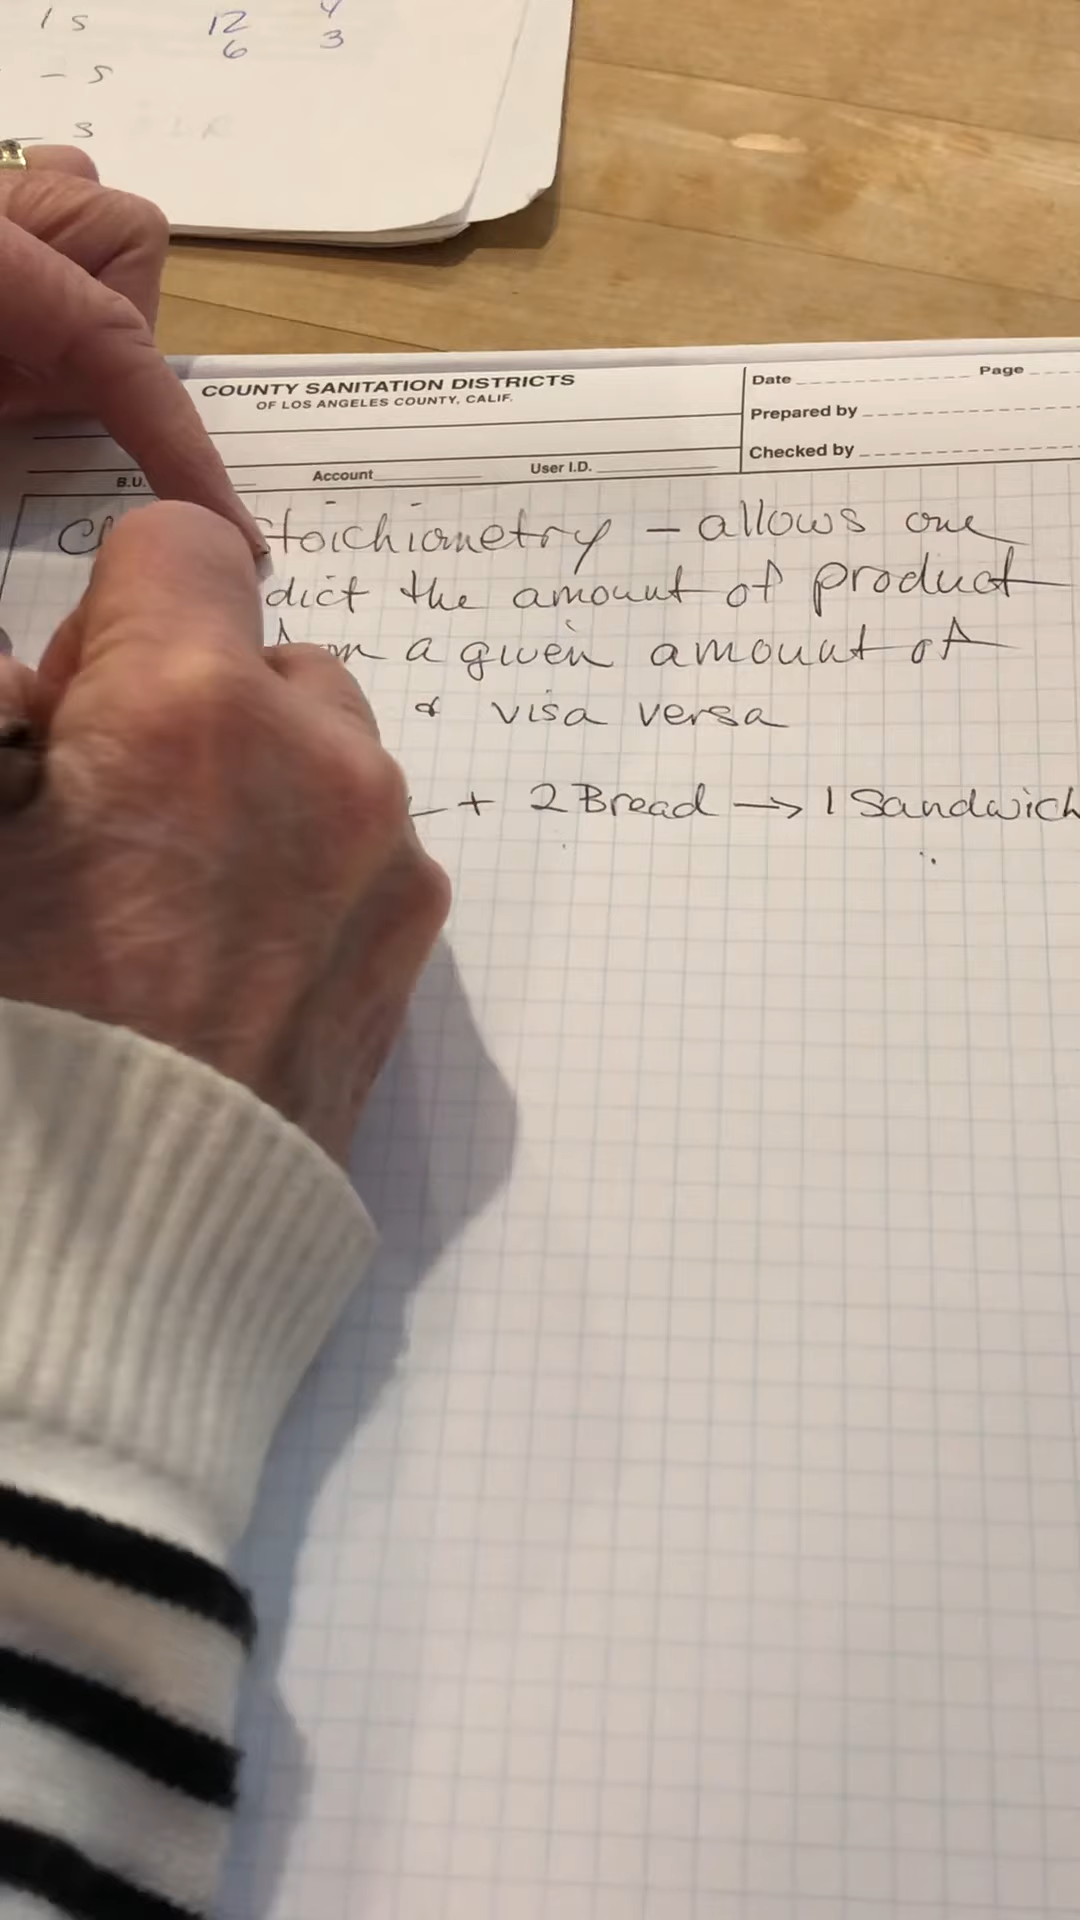 15 12 4
6 3
- 5
3
COUNTY SANITATION DISTRICTS
OF LOS ANGELES COUNTY, CALIF.
Date Page
Prepared by
Checked by
B.U. Account User I.D.
Stoichiometry - allows one
dict the amount of product
a given amount of
& visa versa
+ 2 Bread → 1 Sandwich